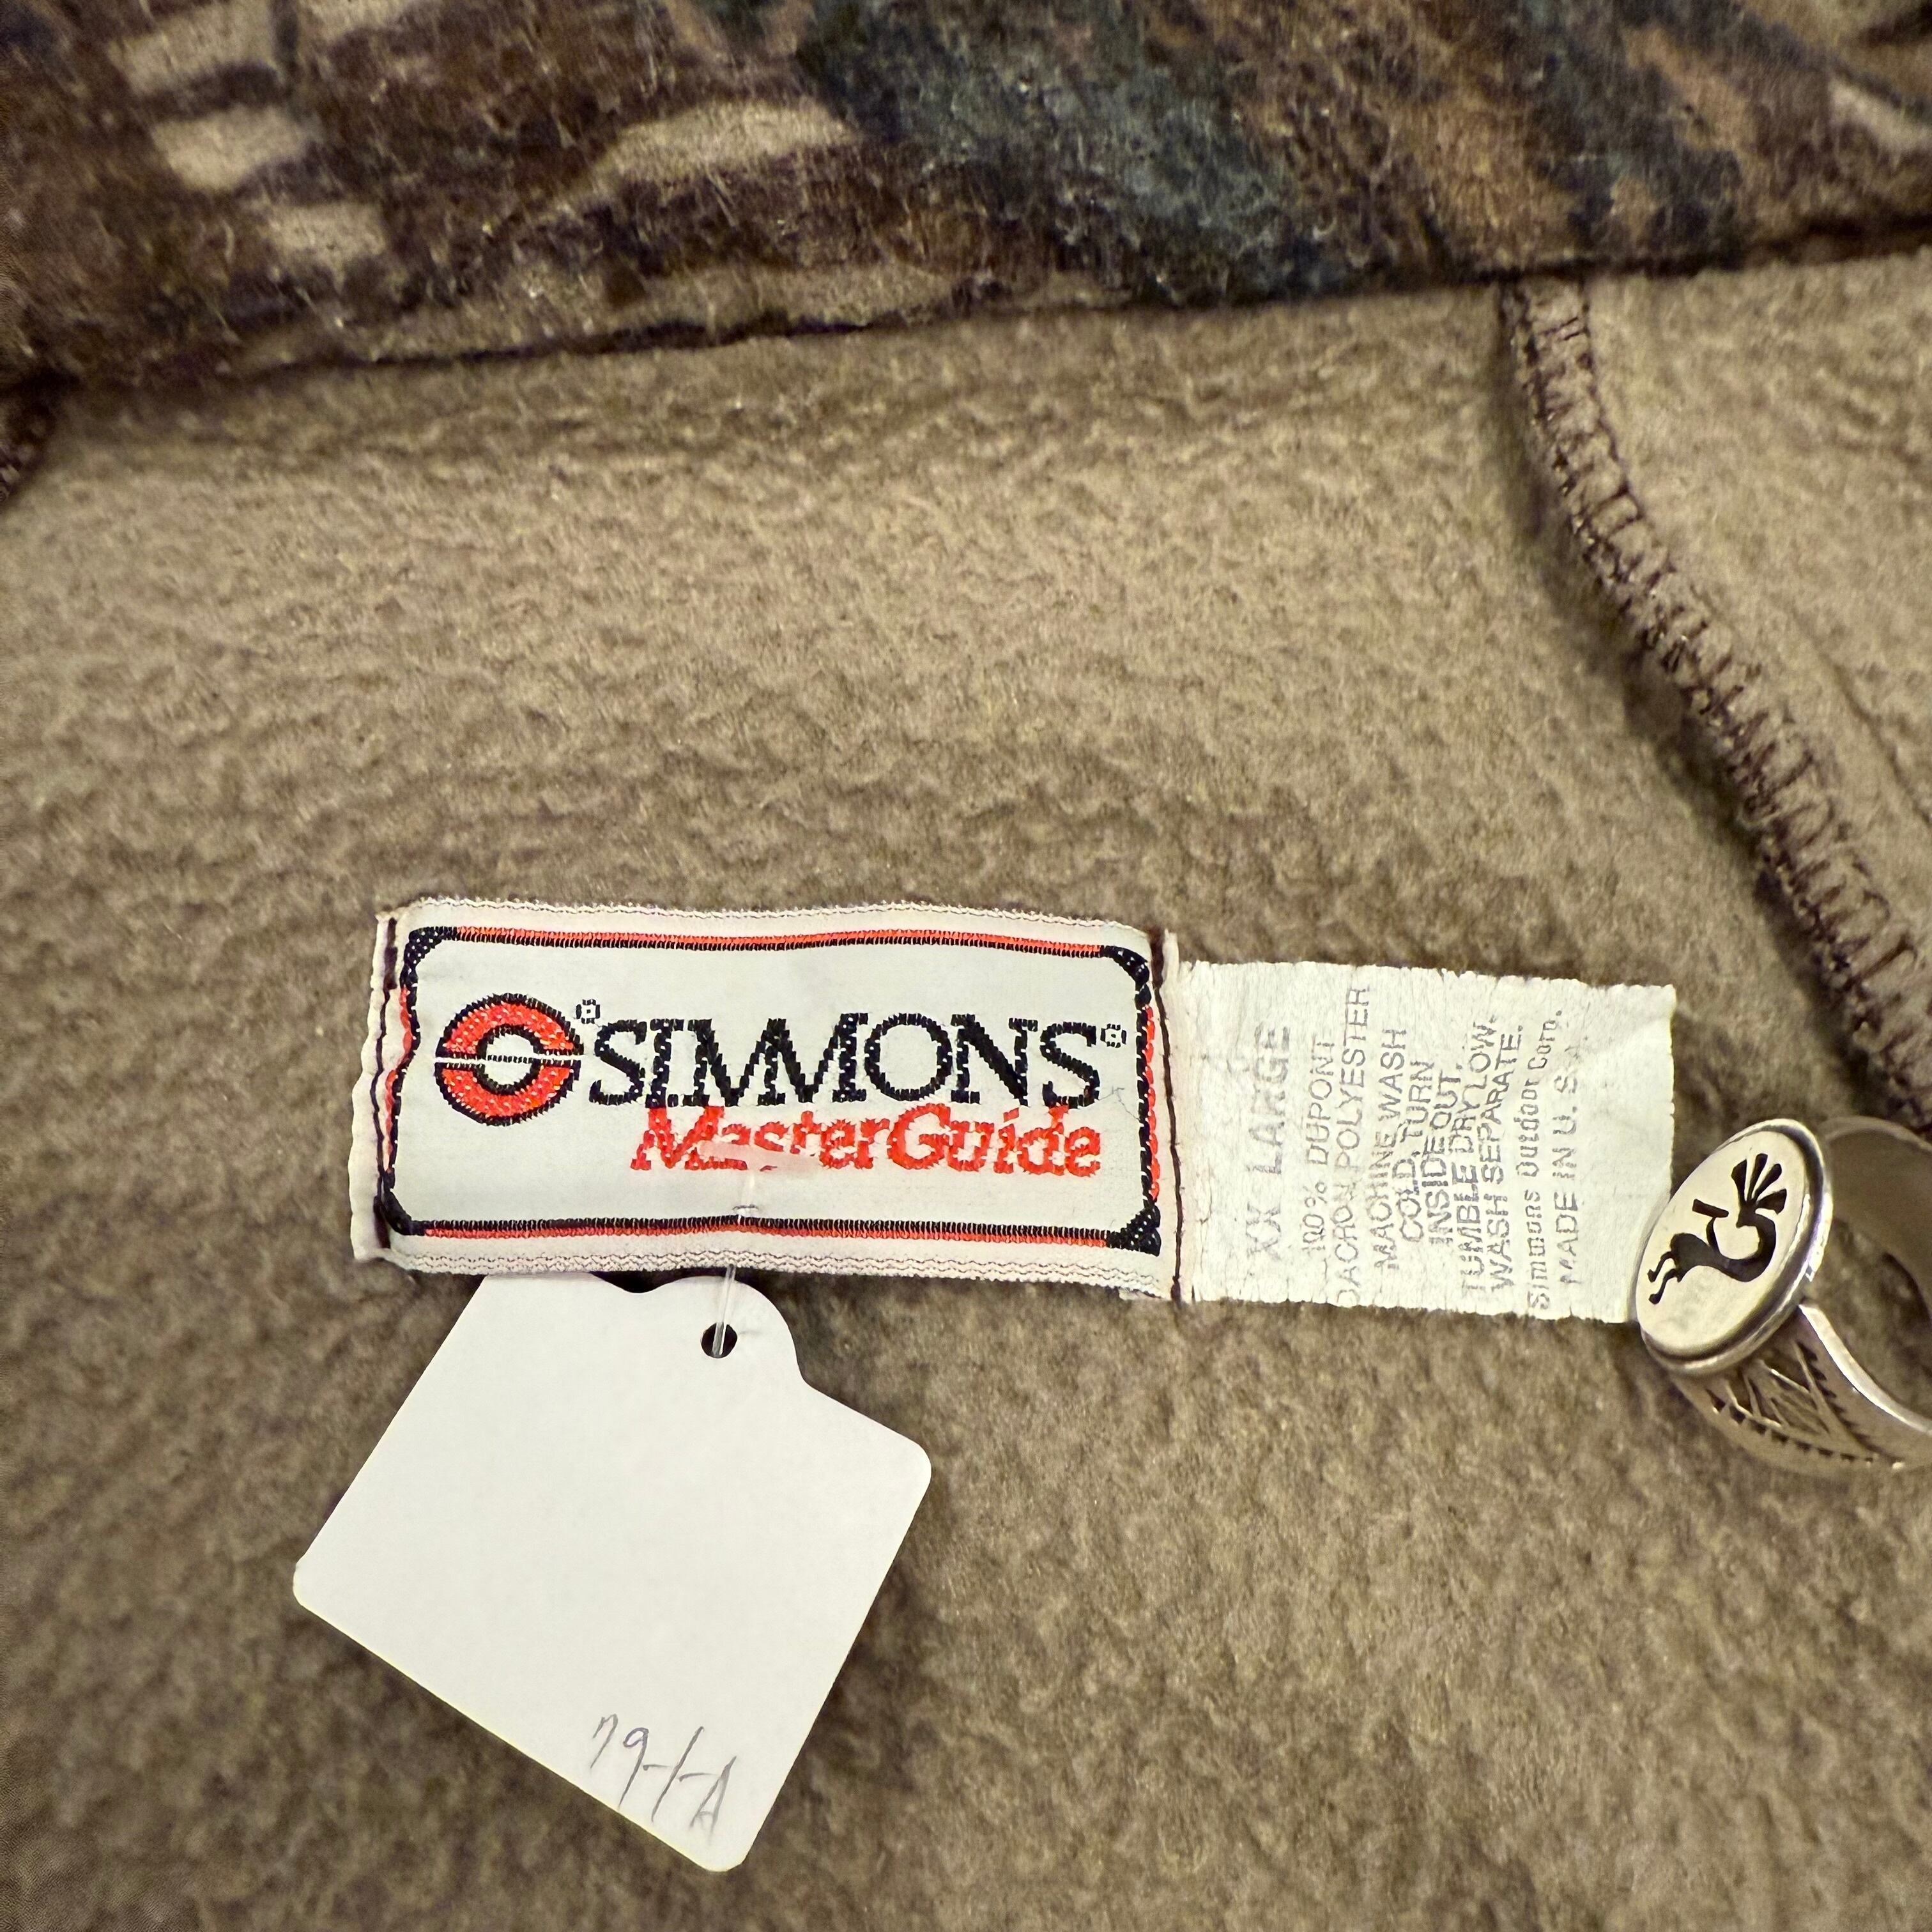 ® SIMMONS®
MasterGuide
XX LARGE
100% DUPONT
DACRON POLYESTER
MACHINE WASH
COLD, TURN
INSIDE OUT.
TUMBLE DRY LOW.
WASH SEPARATE.
Simmons Outdoor Corp.
MADE IN U.S.A.
79-1-A